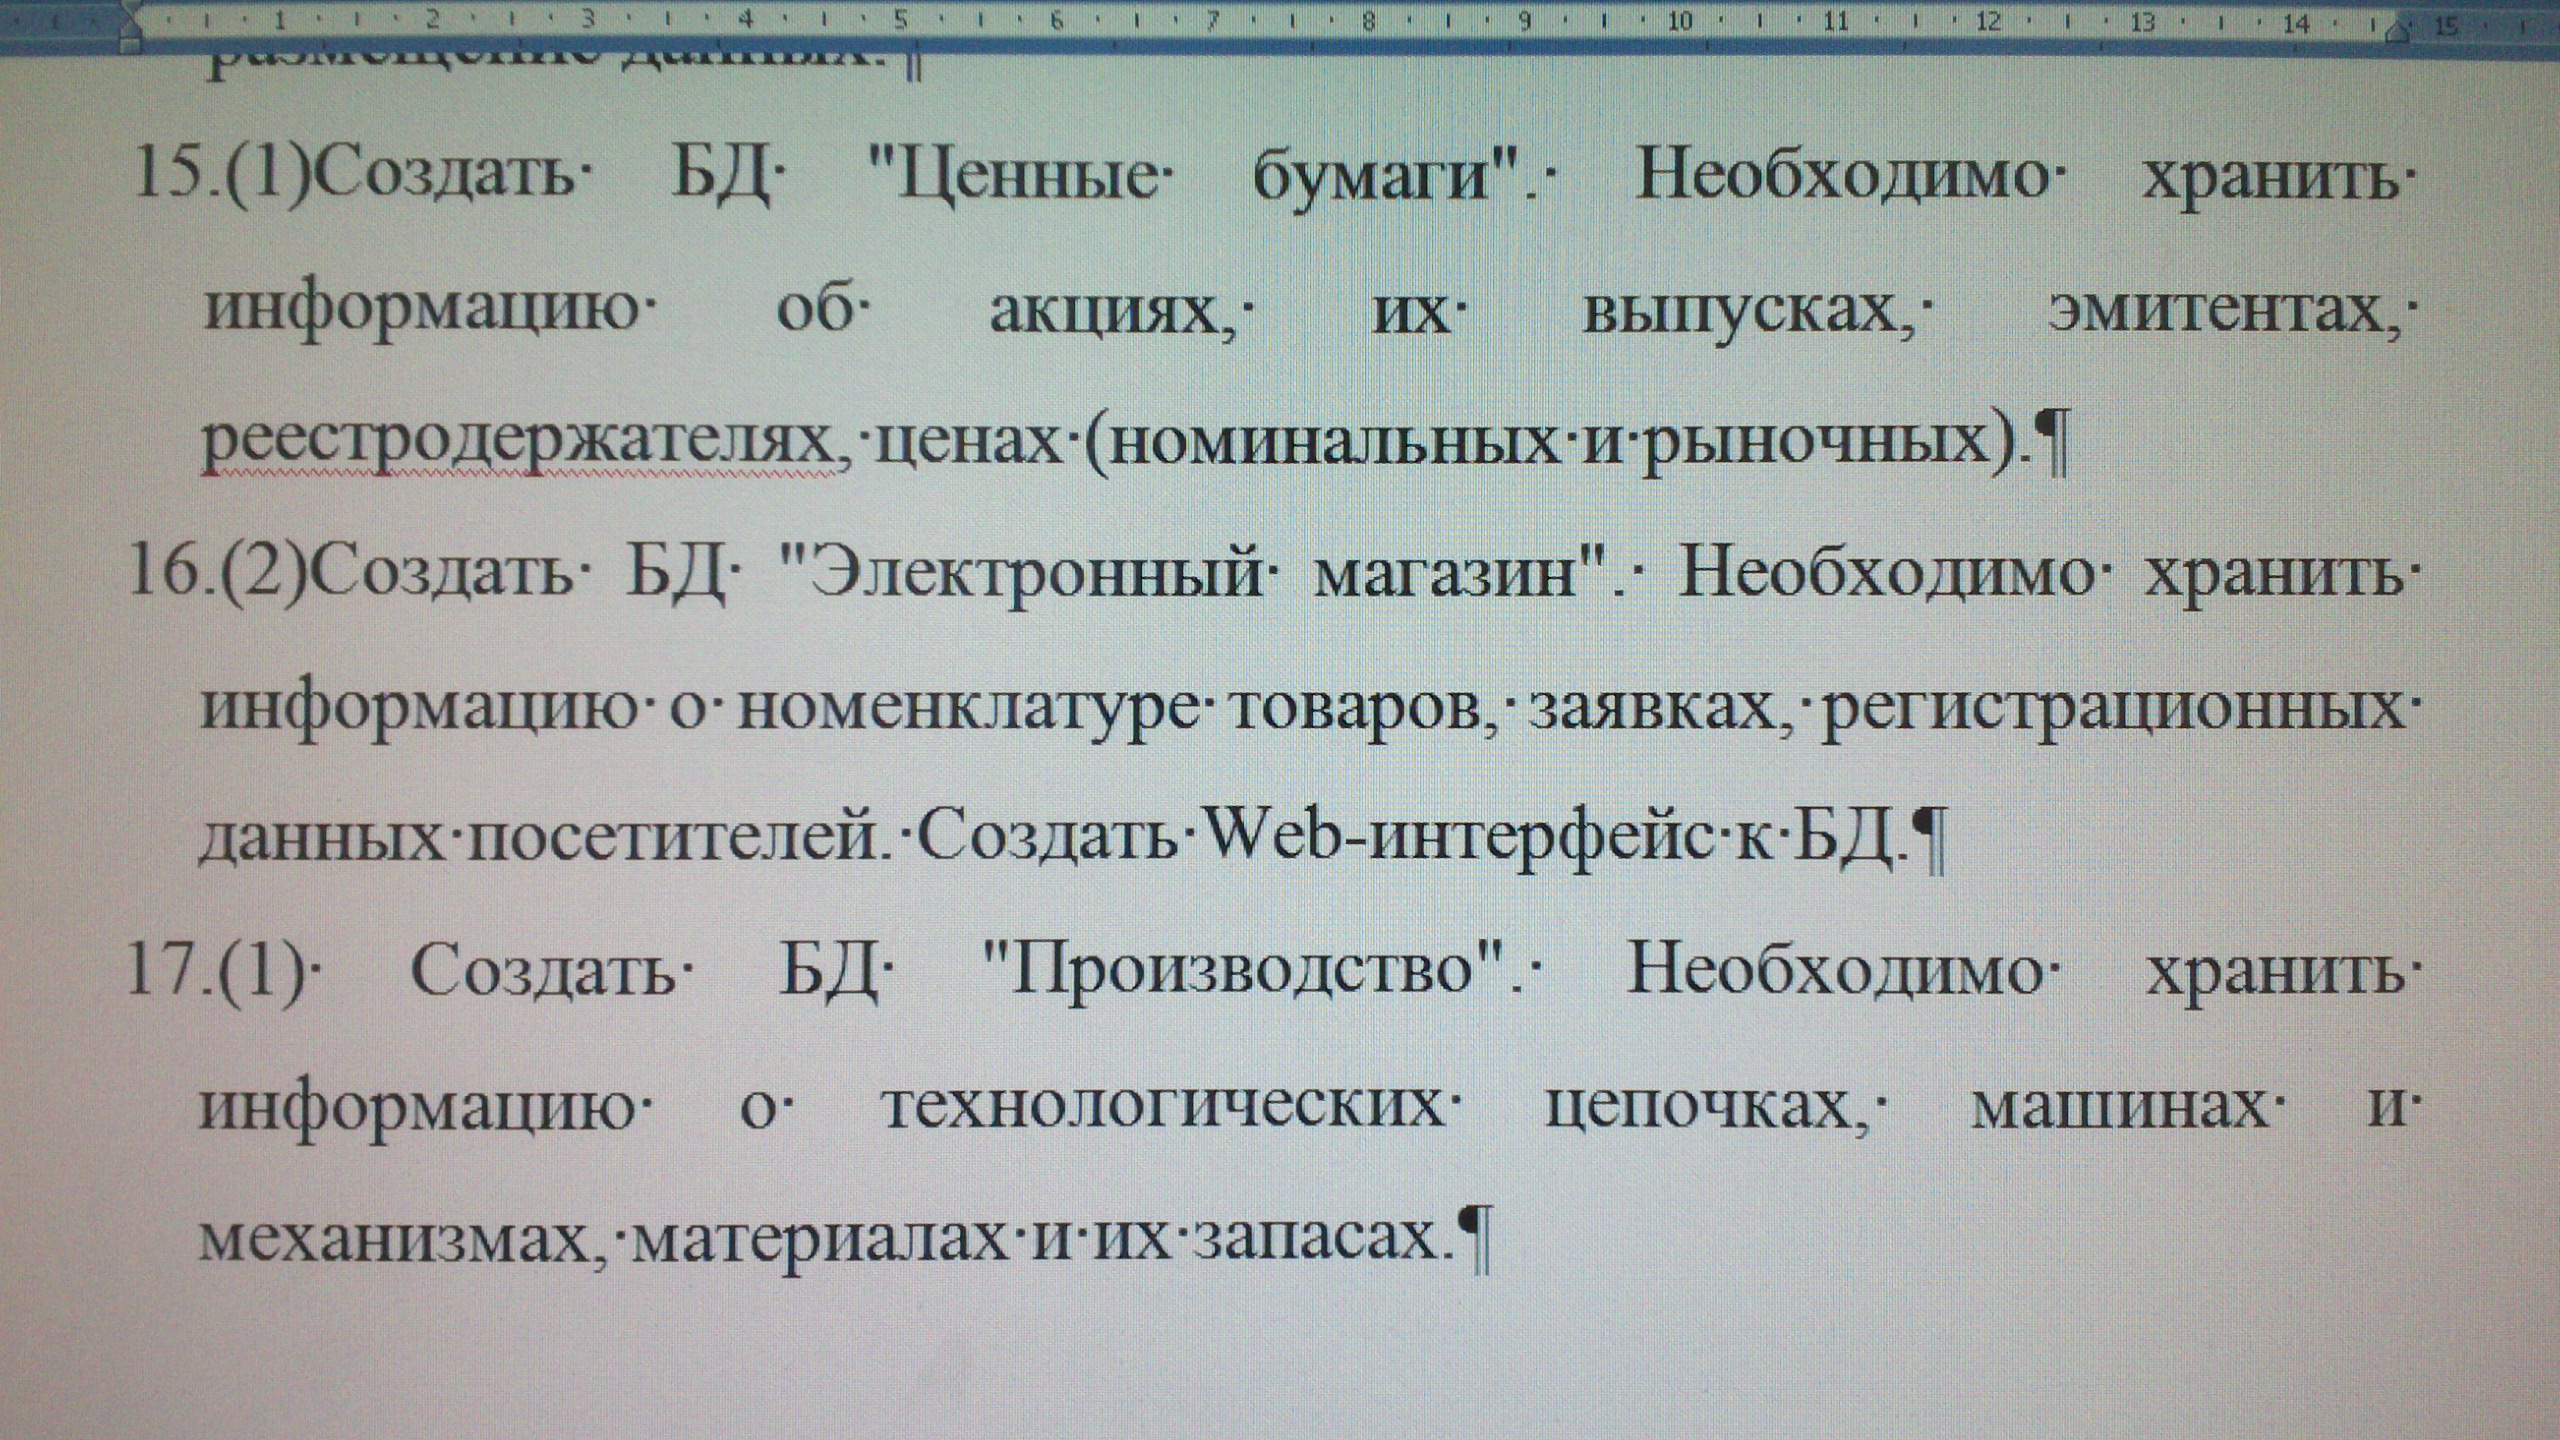 1 2 3 4 5 6 7 8 9 10 11 12 13 14 15
размещение данных.¶
15.(1)Создать· БД· "Ценные· бумаги".· Необходимо· хранить·
информацию· об· акциях,· их· выпусках,· эмитентах,·
реестродержателях,·ценах·(номинальных·и·рыночных).¶
16.(2)Создать· БД· "Электронный· магазин".· Необходимо· хранить·
информацию·о·номенклатуре·товаров,·заявках,·регистрационных·
данных·посетителей.·Создать·Web-интерфейс·к·БД.¶
17.(1)· Создать· БД· "Производство".· Необходимо· хранить·
информацию· о· технологических· цепочках,· машинах· и·
механизмах,·материалах·и·их·запасах.¶